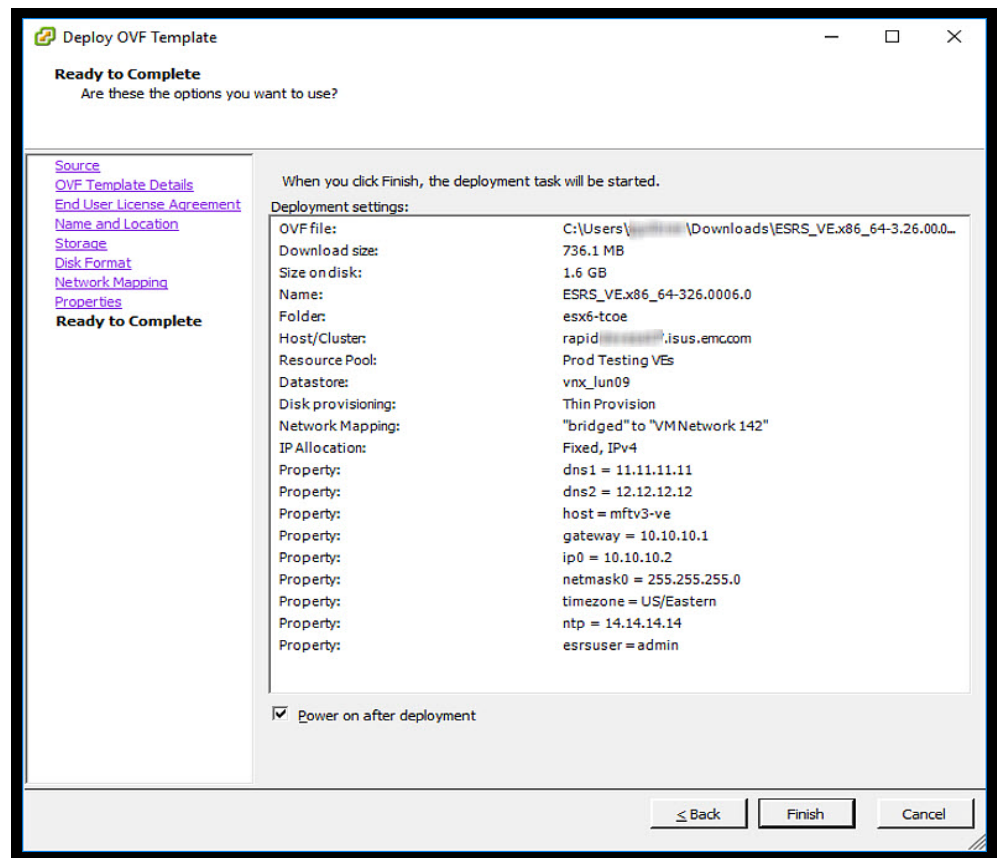 Deploy OVF Template
Ready to Complete
Are these the options you want to use?
Source
OVF Template Details
End User License Agreement
Name and Location
Storage
Disk Format
Network Mapping
Properties
Ready to Complete
When you click Finish, the deployment task will be started.
Deployment settings:
OVF file: C:\Users\ \Downloads\ESRS_VE.x86_64-3.26.00.0...
Download size: 736.1 MB
Size on disk: 1.6 GB
Name: ESRS_VE.x86_64-326.0006.0
Folder: esx6-tcoe
Host/Cluster: rapid .isus.emc.com
Resource Pool: Prod Testing VEs
Datastore: vnx_lun09
Disk provisioning: Thin Provision
Network Mapping: "bridged" to "VM Network 142"
IP Allocation: Fixed, IPv4
Property: dns1 = 11.11.11.11
Property: dns2 = 12.12.12.12
Property: host = mftv3-ve
Property: gateway = 10.10.10.1
Property: ip0 = 10.10.10.2
Property: netmask0 = 255.255.255.0
Property: timezone = US/Eastern
Property: ntp = 14.14.14.14
Property: esrsuser = admin
Power on after deployment
≤ Back Finish Cancel